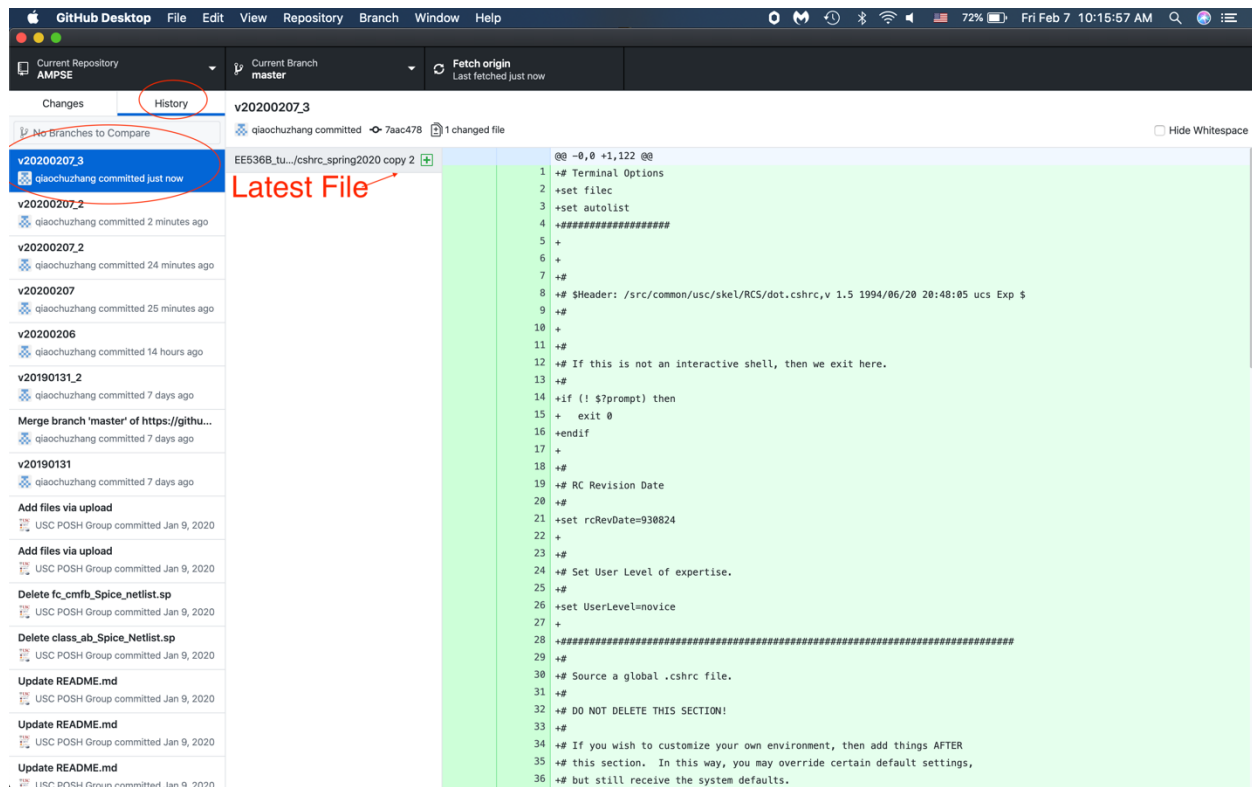 GitHub Desktop File Edit View Repository Branch Window Help 72% Fri Feb 7 10:15:57 AM
Current Repository
AMPSE
Current Branch
master
Fetch origin
Last fetched just now
Changes History
No Branches to Compare
v20200207_3
qiaochuzhang committed just now
v20200207_2
qiaochuzhang committed 2 minutes ago
v20200207_2
qiaochuzhang committed 24 minutes ago
v20200207
qiaochuzhang committed 25 minutes ago
v20200206
qiaochuzhang committed 14 hours ago
v20190131_2
qiaochuzhang committed 7 days ago
Merge branch 'master' of https://githu...
qiaochuzhang committed 7 days ago
v20190131
qiaochuzhang committed 7 days ago
Add files via upload
USC POSH Group committed Jan 9, 2020
Add files via upload
USC POSH Group committed Jan 9, 2020
Delete fc_cmfb_Spice_netlist.sp
USC POSH Group committed Jan 9, 2020
Delete class_ab_Spice_Netlist.sp
USC POSH Group committed Jan 9, 2020
Update README.md
USC POSH Group committed Jan 9, 2020
Update README.md
USC POSH Group committed Jan 9, 2020
Update README.md
USC POSH Group committed Jan 9, 2020
v20200207_3
qiaochuzhang committed 7aac478 1 changed file
Hide Whitespace
EE536B_tu.../cshrc_spring2020 copy 2
Latest File
@@ -0,0 +1,122 @@
1 +# Terminal Options
2 +set filec
3 +set autolist
4 +###################
5 +
6 +
7 +#
8 +# $Header: /src/common/usc/skel/RCS/dot.cshrc,v 1.5 1994/06/20 20:48:05 ucs Exp $
9 +#
10 +
11 +#
12 +# If this is not an interactive shell, then we exit here.
13 +#
14 +if (! $?prompt) then
15 + exit 0
16 +endif
17 +
18 +#
19 +# RC Revision Date
20 +#
21 +set rcRevDate=930824
22 +
23 +#
24 +# Set User Level of expertise.
25 +#
26 +set UserLevel=novice
27 +
28 +###############################################################################
29 +#
30 +# Source a global .cshrc file.
31 +#
32 +# DO NOT DELETE THIS SECTION!
33 +#
34 +# If you wish to customize your own environment, then add things AFTER
35 +# this section. In this way, you may override certain default settings,
36 +# but still receive the system defaults.